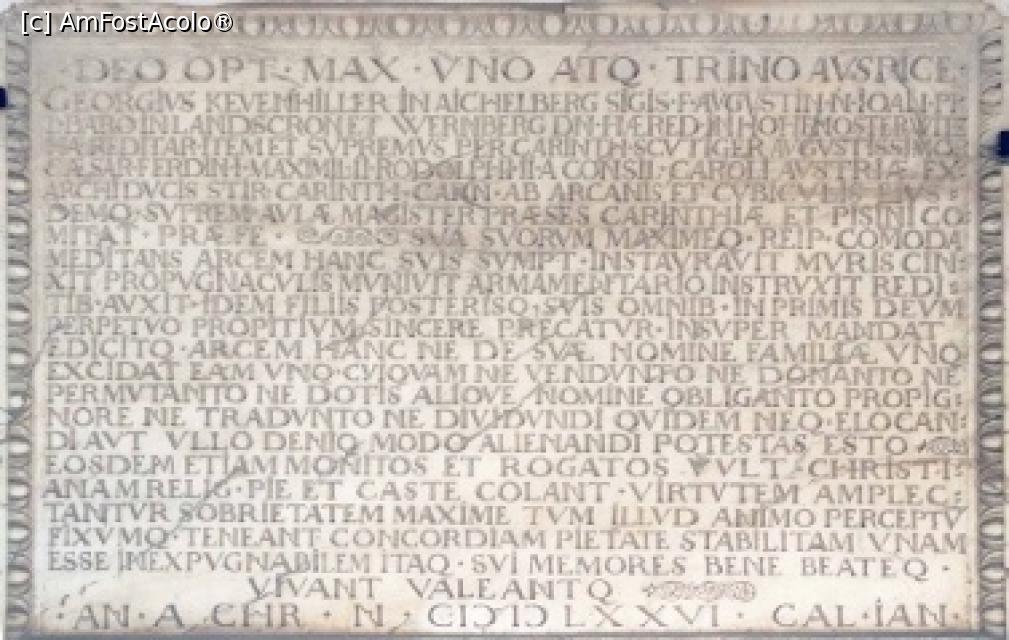 [c] AmFostAcolo®
DEO OPT · MAX · VNO ATQ · TRINO AVSPICE ·
GEORGIVS KEVENHILLER IN AICHELBERG SIGIS · F · AVGVSTIN · N · IOAN · P
BARO IN LANDSCRON ET WERNBERG DN · HÆRED · IN HOHENOSTERWITZ
HÆREDITAR · ITEM ET SVPREMVS PER CARINTH · SCVTIGER AVGVSTISSIMO
CÆSAR · FERDIN · I · MAXIMILI · II · RODOLPH · II · A CONSIL · CAROLI AVSTRIÆ EX
ARCHIDVCIS STIR · CARINTH · CARN · AB ARCANIS ET CVBICVLIS EIVS
DEMQ · SVPREM · AVLÆ MAGISTER PRÆSES CARINTHIÆ ET PISINI CO:
MITAT · PRÆFE · SVA SVORVM MAXIMEQ · REIP · COMODA
MEDITANS ARCEM HANC SVIS SVMPT · INSTAVRAVIT MVRIS CIN:
XIT PROPVGNACVLIS MVNIVIT ARMAMENTARIO INSTRVXIT REDI:
TIB · AVXIT · IDEM FILIIS POSTERISQ · SVIS OMNIB · IN PRIMIS DEVM
PERPETVO PROPITIVM SINCERE PRECATVR · INSVPER MANDAT
EDICITQ · ARCEM HANC NE DE SVÆ NOMINE FAMILIÆ VNQ
EXCIDAT EAM VNQ · CVIQVAM NE VENDVNTO NE DONANTO NE
PERMVTANTO NE DOTIS ALIOVE NOMINE OBLIGANTO PROPIG:
NORE NE TRADVNTO NE DIVIDVNDI QVIDEM NEQ · ELOCAN:
DI AVT VLLO DENIQ MODO ALIENANDI POTESTAS ESTO
EOSDEM ETIAM MONITOS ET ROGATOS VVLT · CHRISTI:
ANAM RELIG · PIE ET CASTE COLANT · VIRTVTEM AMPLEC:
TANTVR SOBRIETATEM MAXIME TVM ILLVD ANIMO PERCEPTV
FIXVMQ · TENEANT CONCORDIAM PIETATE STABILITAM VNAM
ESSE INEXPVGNABILEM ITAQ · SVI MEMORES BENE BEATEQ ·
VIVANT VALEANTQ
· AN · A · CHR · N · CIƆIƆ LXXVI · CAL · IAN ·